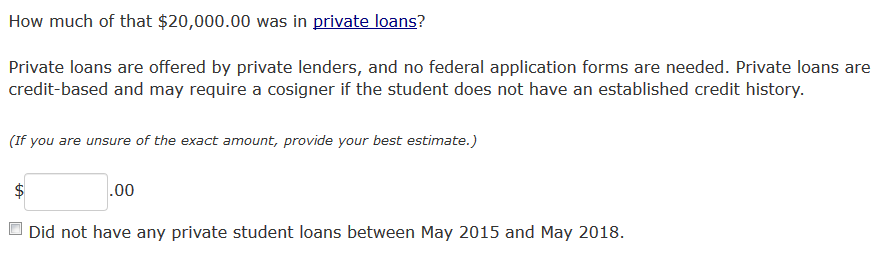 How much of that $20,000.00 was in private loans?
Private loans are offered by private lenders, and no federal application forms are needed. Private loans are
credit-based and may require a cosigner if the student does not have an established credit history.
(If you are unsure of the exact amount, provide your best estimate.)
$ .00
Did not have any private student loans between May 2015 and May 2018.